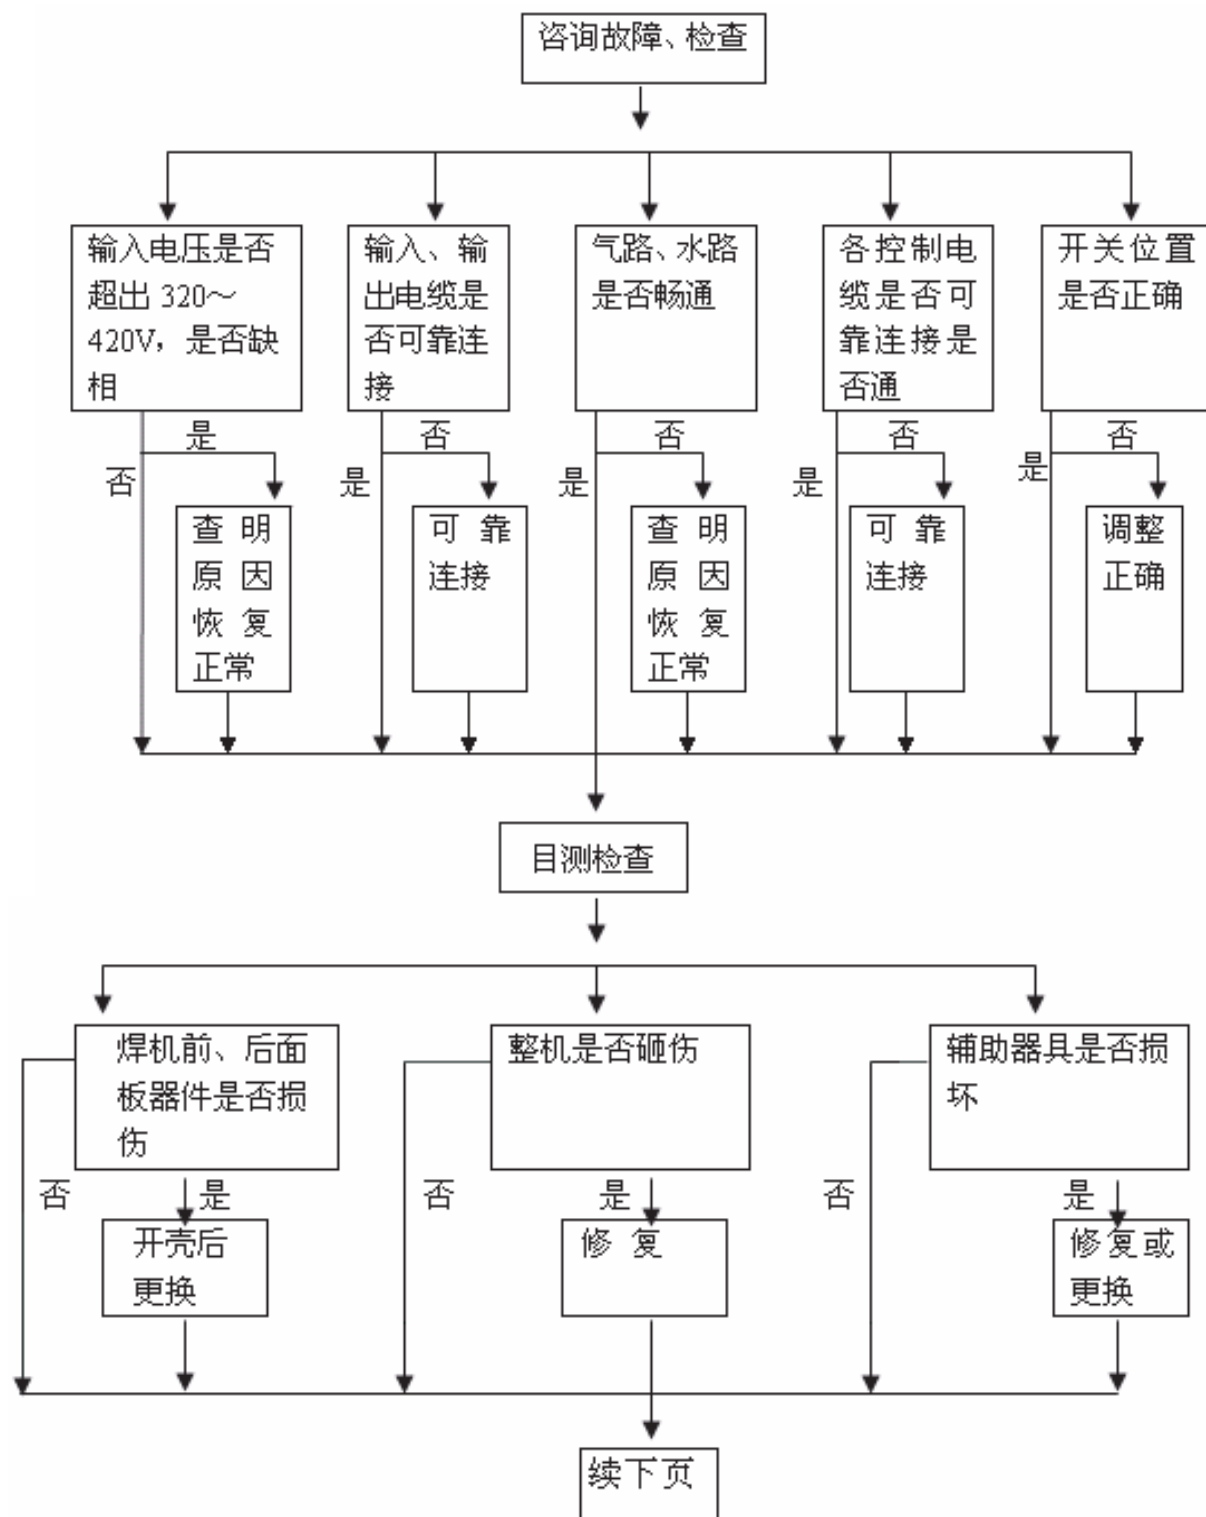 咨询故障、检查
输入电压是否
超出 320～
420V，是否缺
相
输入、输
出电缆是
否可靠连
接
气路、水路
是否畅通
各控制电
缆是否可
靠连接是
否通
开关位置
是否正确
是
否
否
是
否
是
否
是
否
是
查明
原因
恢复
正常
可靠
连接
查明
原因
恢复
正常
可靠
连接
调整
正确
目测检查
焊机前、后面
板器件是否损
伤
整机是否砸伤
辅助器具是否损
坏
否
是
否
是
否
是
开壳后
更换
修复
修复或
更换
续下页